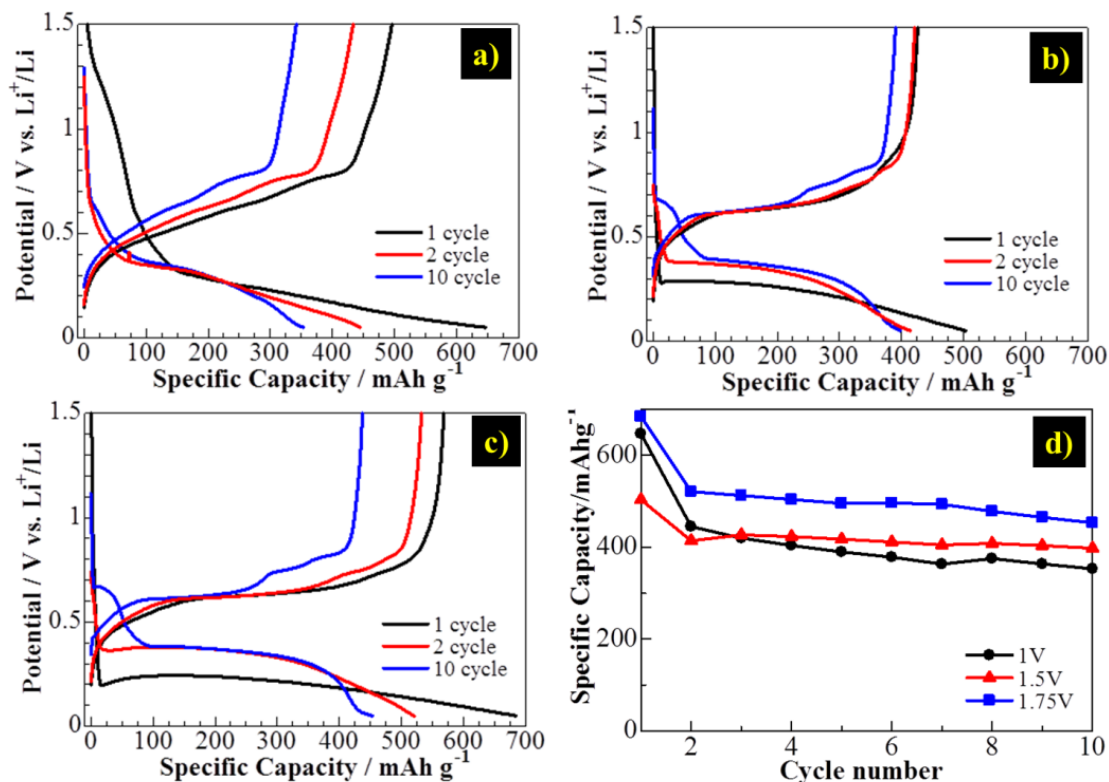 a)
1.5
1
0.5
0
Potential / V vs. Li⁺/Li
1 cycle
2 cycle
10 cycle
0 100 200 300 400 500 600 700
Specific Capacity / mAh g⁻¹
b)
1.5
1
0.5
0
Potential / V vs. Li⁺/Li
1 cycle
2 cycle
10 cycle
0 100 200 300 400 500 600 700
Specific Capacity / mAh g⁻¹
c)
1.5
1
0.5
0
Potential / V vs. Li⁺/Li
1 cycle
2 cycle
10 cycle
0 100 200 300 400 500 600 700
Specific Capacity / mAh g⁻¹
d)
600
400
200
0
Specific Capacity/mAhg⁻¹
1V
1.5V
1.75V
2 4 6 8 10
Cycle number